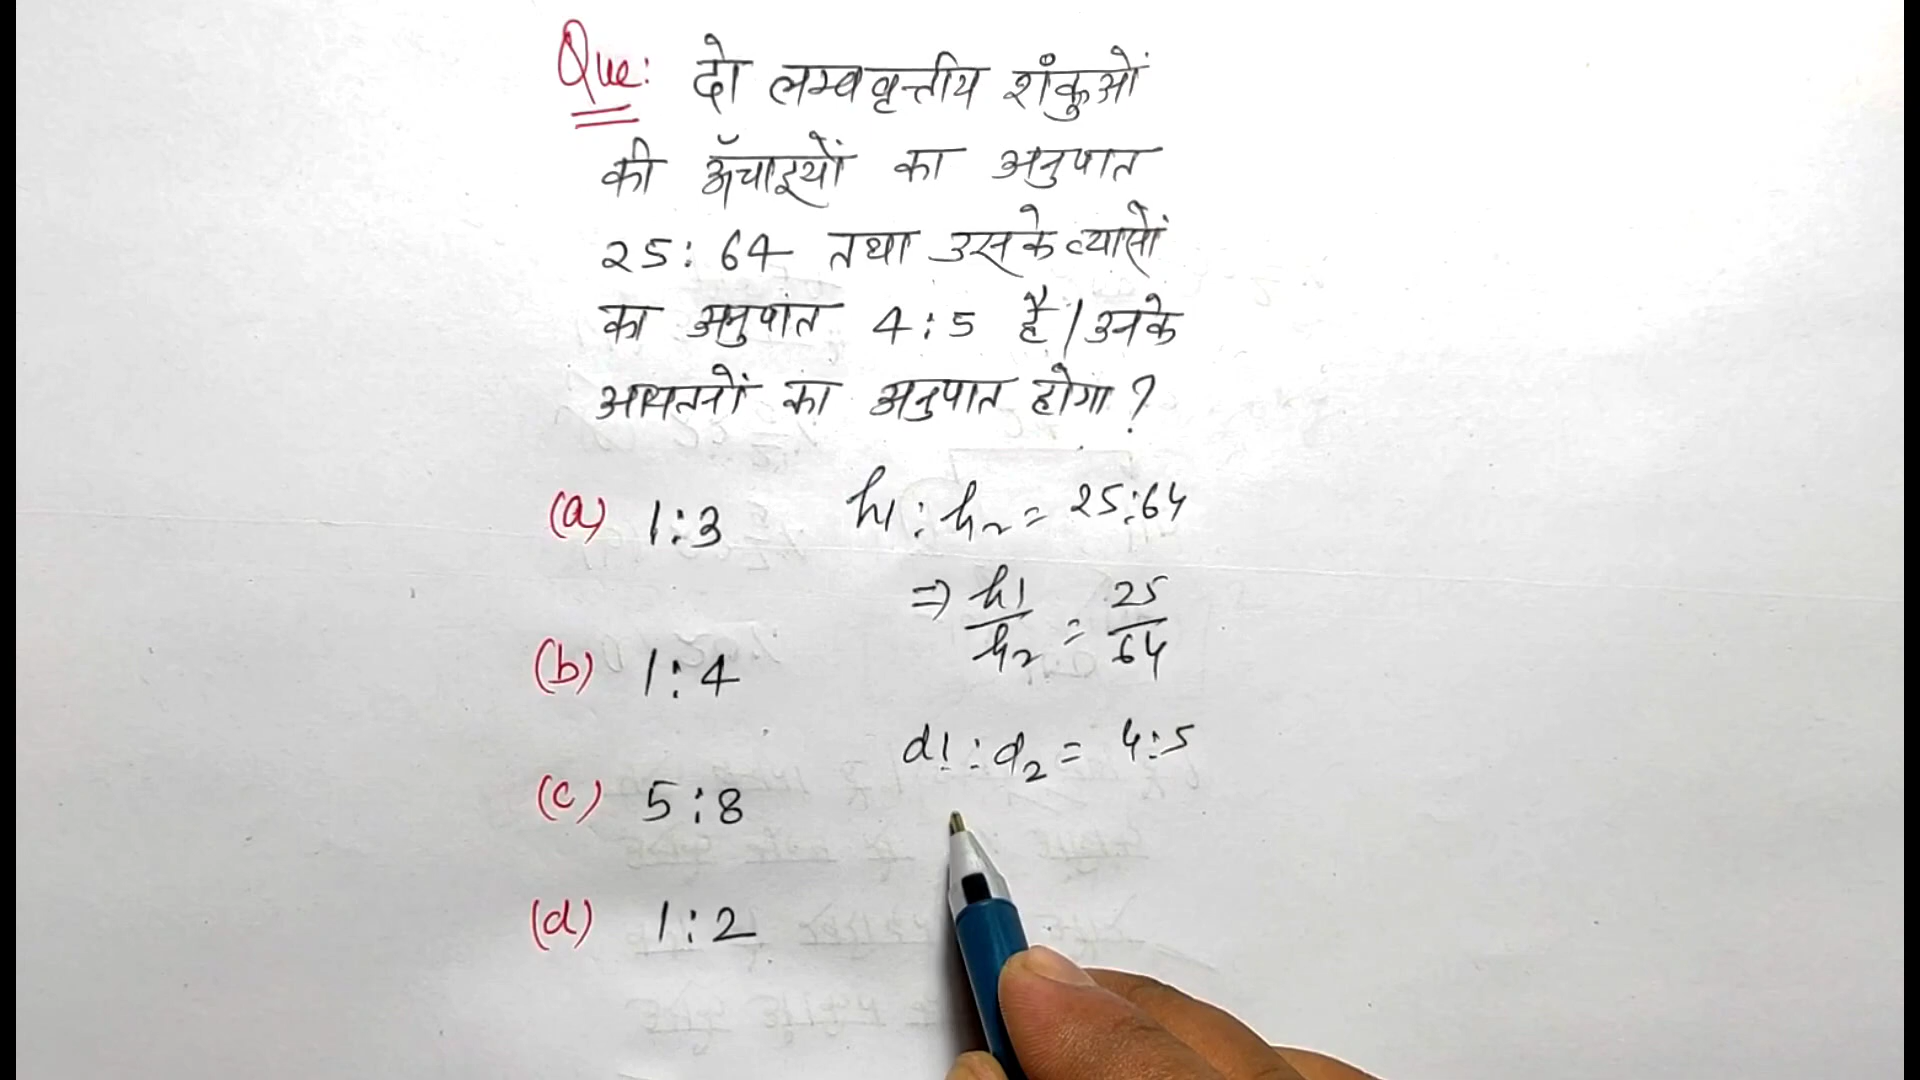 Que: दो लम्बवृत्तीय शंकुओं
की ऊँचाइयों का अनुपात
25:64 तथा उसके व्यासों
का अनुपात 4:5 है/उनके
आयतनों का अनुपात होगा?
(a) 1:3
(b) 1:4
(c) 5:8
(d) 1:2
h1 : h2 = 25:64
=> h1/h2 = 25/64
d1 : d2 = 4:5